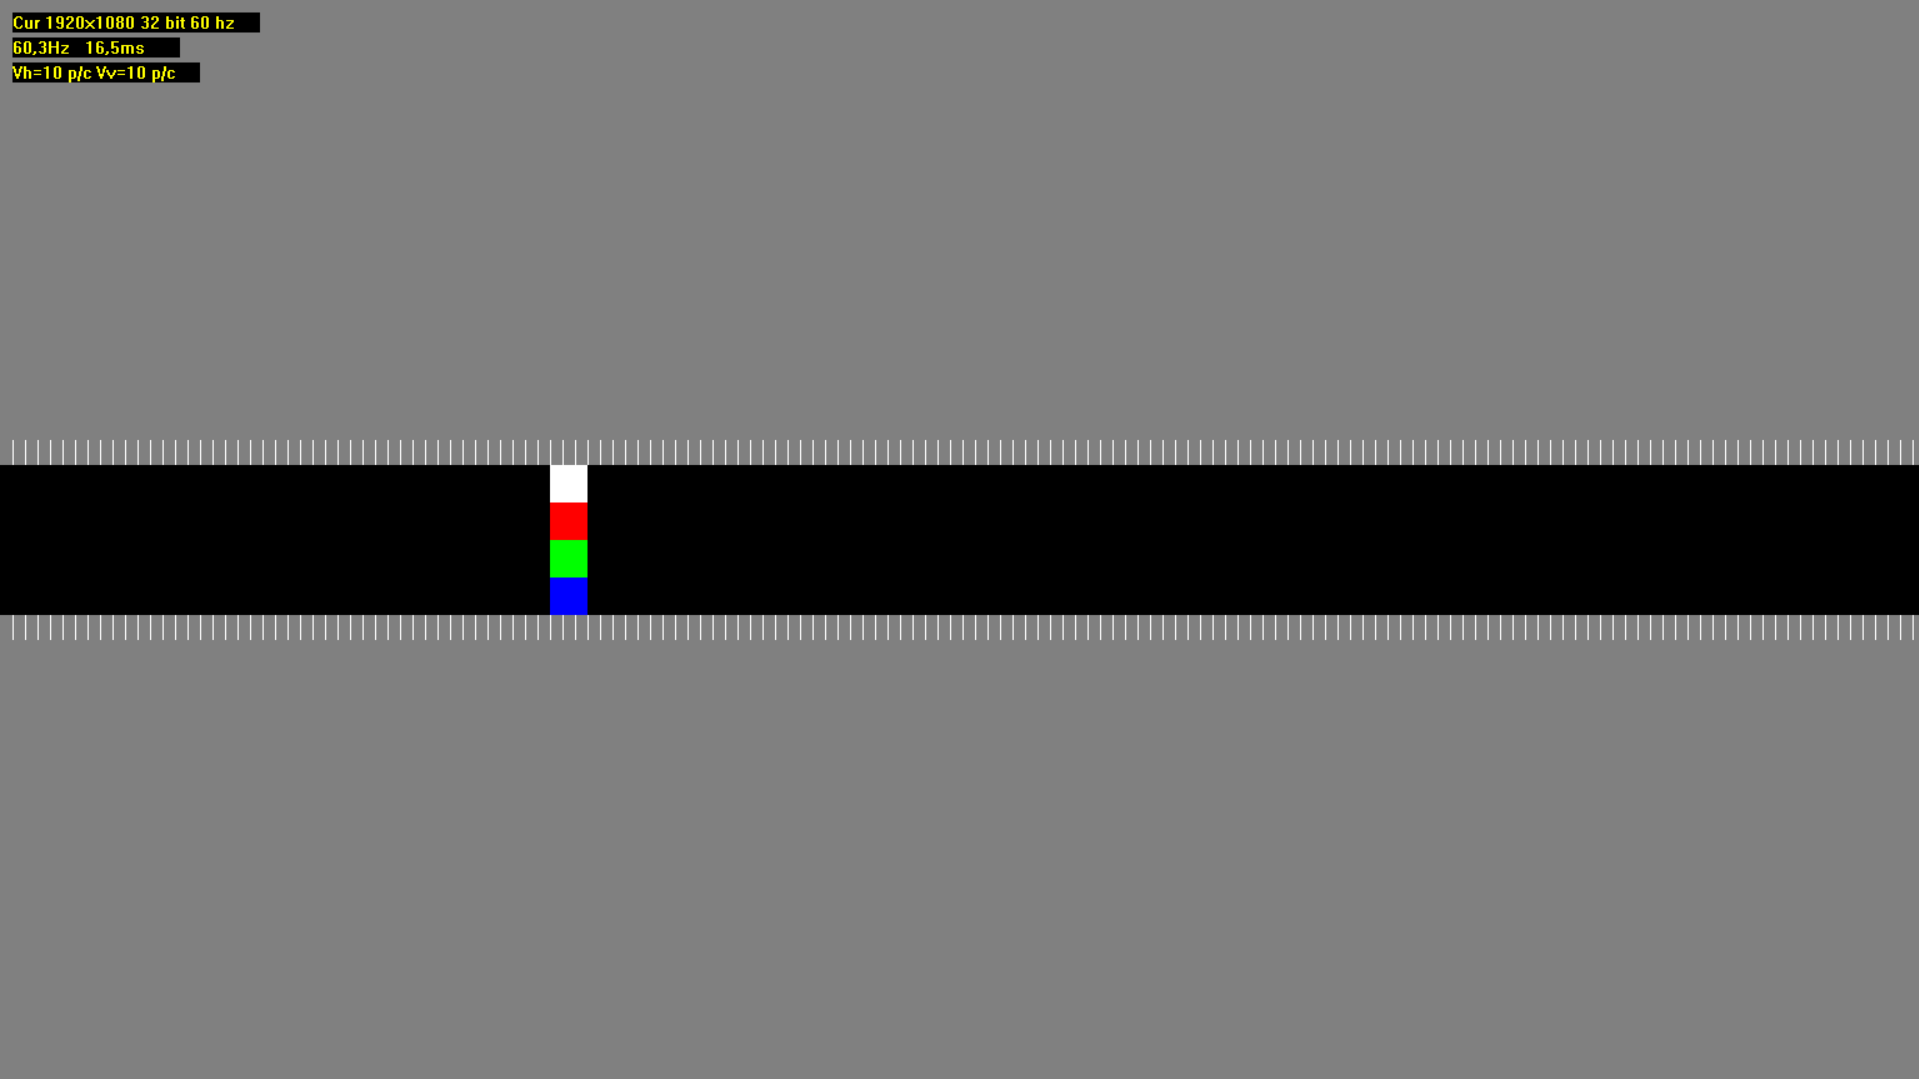 Cur 1920x1080 32 bit 60 hz
60,3Hz 16,5ms
Vh=10 p/c Vv=10 p/c